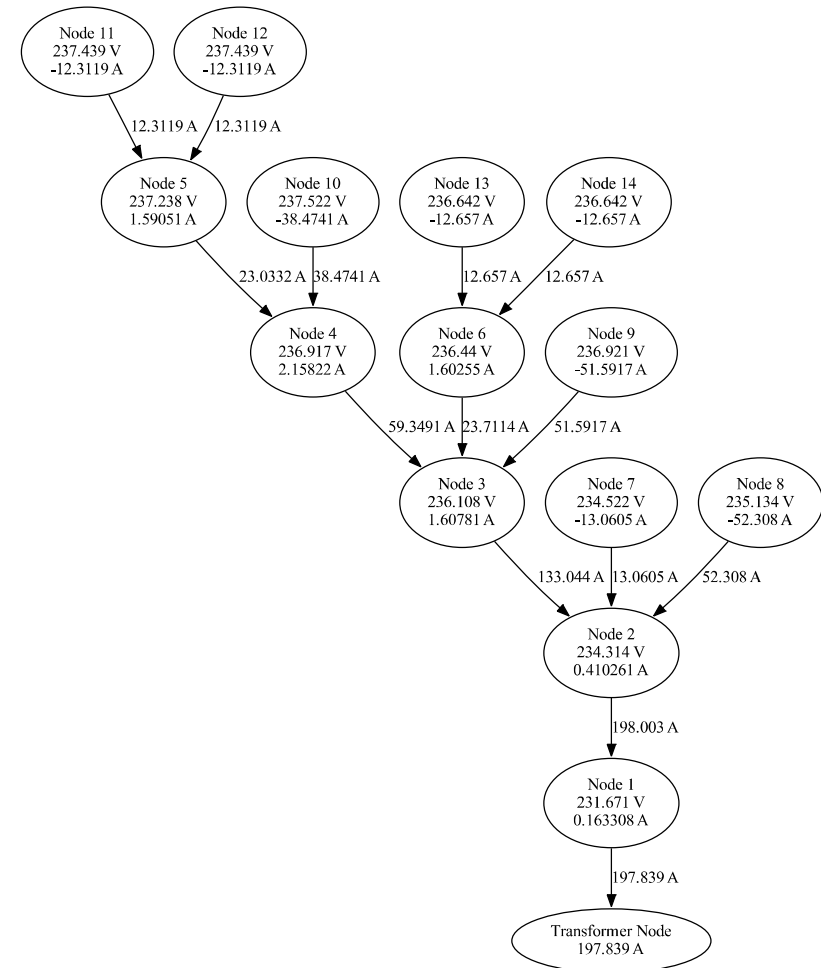 Node 11
237.439 V
-12.3119 A
Node 12
237.439 V
-12.3119 A
12.3119 A
12.3119 A
Node 5
237.238 V
1.59051 A
Node 10
237.522 V
-38.4741 A
Node 13
236.642 V
-12.657 A
Node 14
236.642 V
-12.657 A
23.0332 A
38.4741 A
12.657 A
12.657 A
Node 4
236.917 V
2.15822 A
Node 6
236.44 V
1.60255 A
Node 9
236.921 V
-51.5917 A
59.3491 A
23.7114 A
51.5917 A
Node 3
236.108 V
1.60781 A
Node 7
234.522 V
-13.0605 A
Node 8
235.134 V
-52.308 A
133.044 A
13.0605 A
52.308 A
Node 2
234.314 V
0.410261 A
198.003 A
Node 1
231.671 V
0.163308 A
197.839 A
Transformer Node
197.839 A